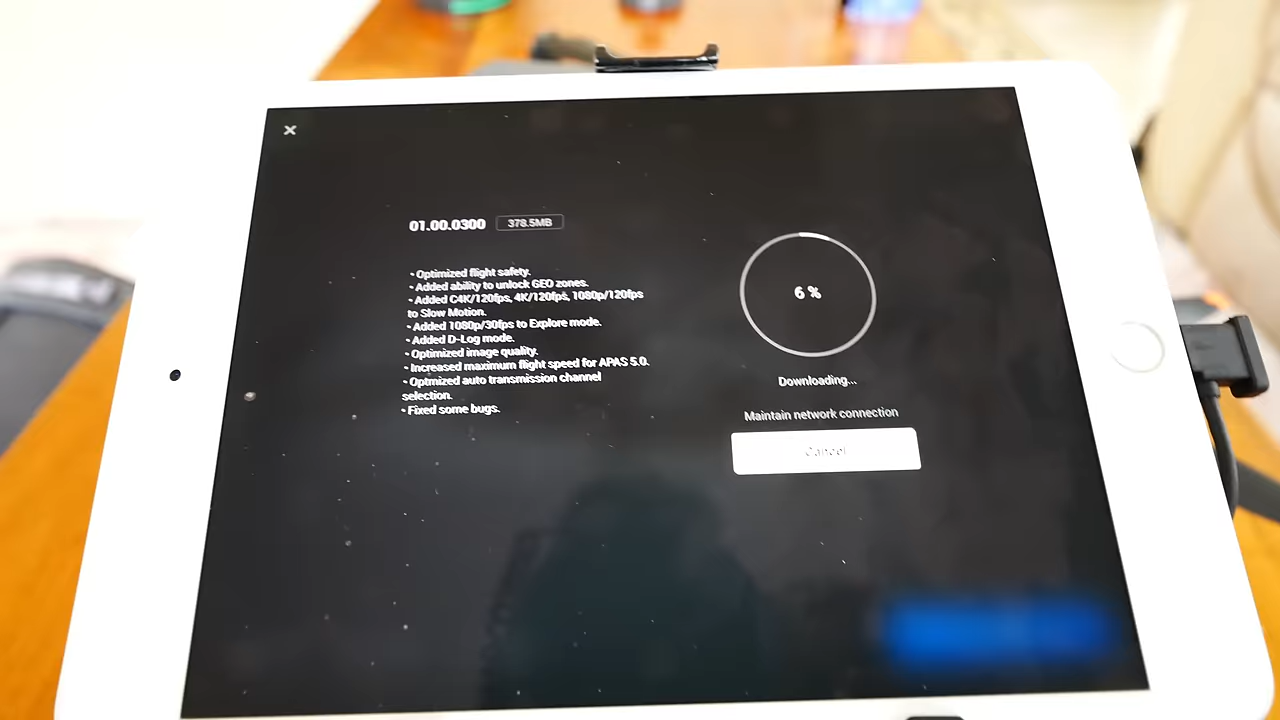 01.00.0300 378.5MB
• Optimized flight safety.
• Added ability to unlock GEO zones.
• Added C4K/120fps, 4K/120fps, 1080p/120fps
to Slow Motion.
• Added 1080p/30fps to Explore mode.
• Added D-Log mode.
• Optimized image quality.
• Increased maximum flight speed for APAS 5.0.
• Optmized auto transmission channel
selection.
• Fixed some bugs.
6 %
Downloading...
Maintain network connection
Cancel